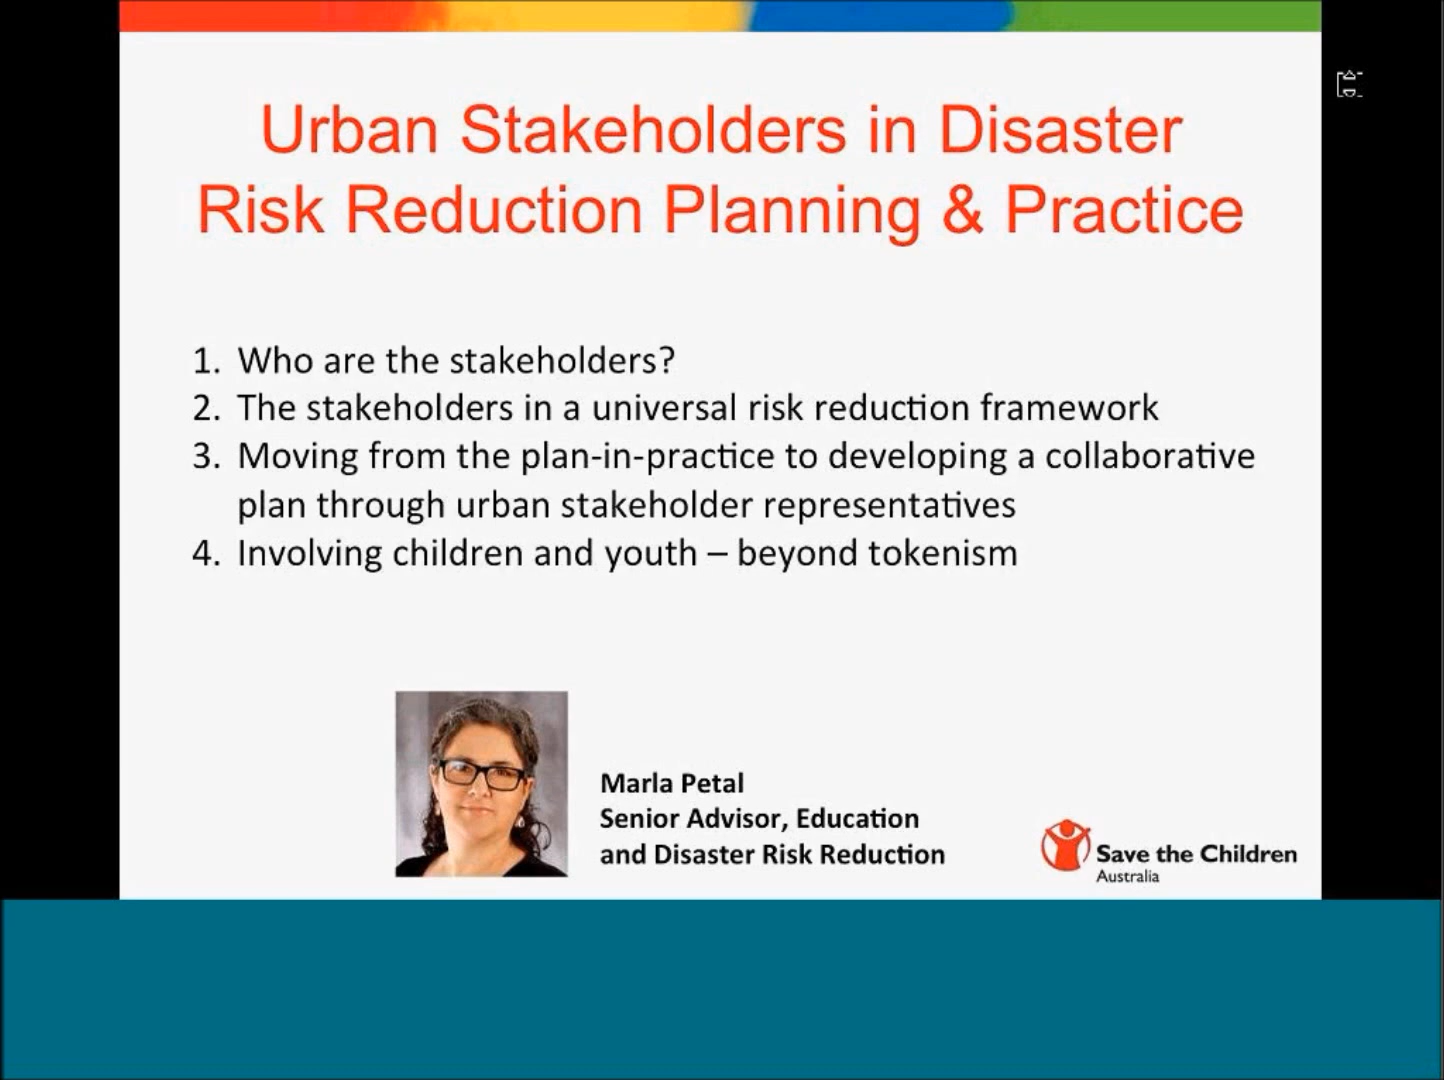 Urban Stakeholders in Disaster
Risk Reduction Planning & Practice
1. Who are the stakeholders?
2. The stakeholders in a universal risk reduction framework
3. Moving from the plan-in-practice to developing a collaborative
plan through urban stakeholder representatives
4. Involving children and youth – beyond tokenism
Marla Petal
Senior Advisor, Education
and Disaster Risk Reduction
Save the Children
Australia